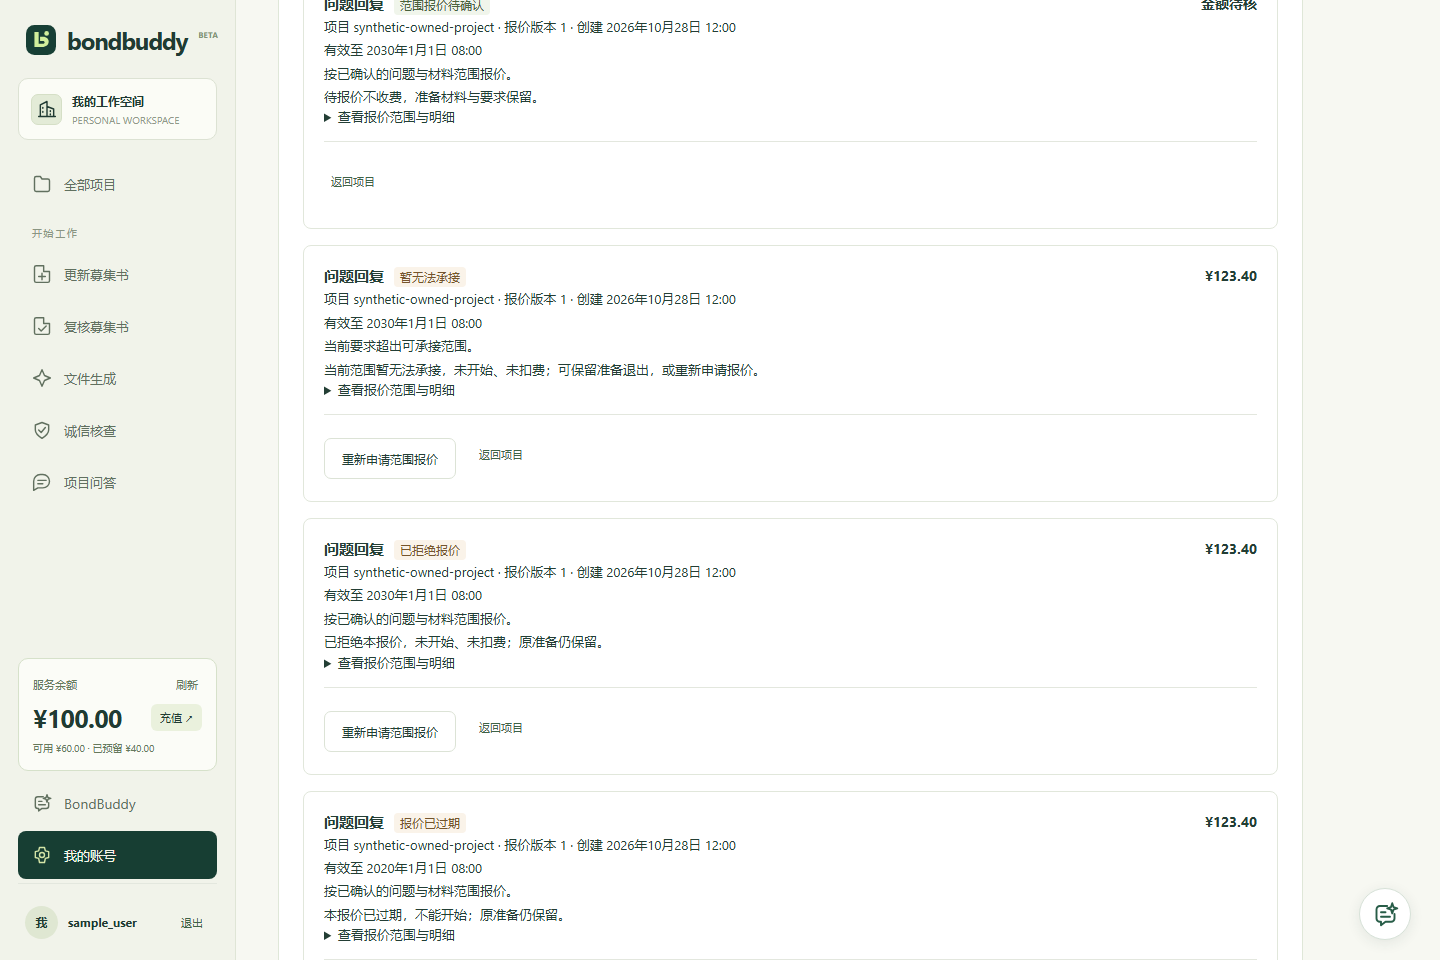 bondbuddy BETA
我的工作空间
PERSONAL WORKSPACE
全部项目
开始工作
更新募集书
复核募集书
文件生成
诚信核查
项目问答
服务余额 刷新
¥100.00 充值 ↗
可用 ¥60.00 · 已预留 ¥40.00
BondBuddy
我的账号
我 sample_user 退出
问题回复 范围报价待确认 金额待核
项目 synthetic-owned-project · 报价版本 1 · 创建 2026年10月28日 12:00
有效至 2030年1月1日 08:00
按已确认的问题与材料范围报价。
待报价不收费，准备材料与要求保留。
▶ 查看报价范围与明细
返回项目
问题回复 暂无法承接 ¥123.40
项目 synthetic-owned-project · 报价版本 1 · 创建 2026年10月28日 12:00
有效至 2030年1月1日 08:00
当前要求超出可承接范围。
当前范围暂无法承接，未开始、未扣费；可保留准备退出，或重新申请报价。
▶ 查看报价范围与明细
重新申请范围报价 返回项目
问题回复 已拒绝报价 ¥123.40
项目 synthetic-owned-project · 报价版本 1 · 创建 2026年10月28日 12:00
有效至 2030年1月1日 08:00
按已确认的问题与材料范围报价。
已拒绝本报价，未开始、未扣费；原准备仍保留。
▶ 查看报价范围与明细
重新申请范围报价 返回项目
问题回复 报价已过期 ¥123.40
项目 synthetic-owned-project · 报价版本 1 · 创建 2026年10月28日 12:00
有效至 2020年1月1日 08:00
按已确认的问题与材料范围报价。
本报价已过期，不能开始；原准备仍保留。
▶ 查看报价范围与明细